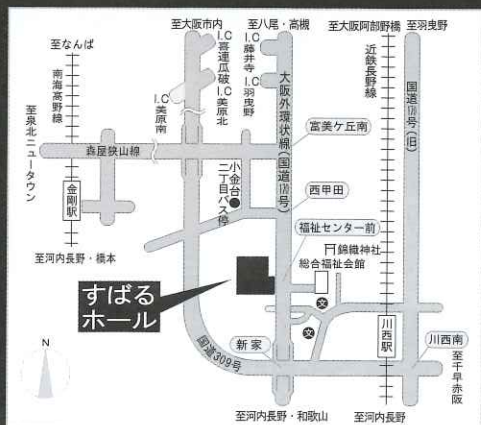 至大阪市内
至八尾・高槻
至大阪阿部野橋
至羽曳野
至なんば
南海高野線
I.C
喜連瓜破
I.C
美原北
I.C
美原南
I.C
藤井寺
I.C
羽曳野
大阪外環状線(国道170号)
近鉄長野線
国道170号(旧)
至泉北ニュータウン
森屋狭山線
富美ケ丘南
金剛駅
小金台
二丁目バス停
西甲田
福祉センター前
至河内長野・橋本
錦織神社
総合福祉会館
すばる
ホール
文
文
川西駅
川西南
新家
国道309号
至千早赤阪
N
至河内長野・和歌山
至河内長野